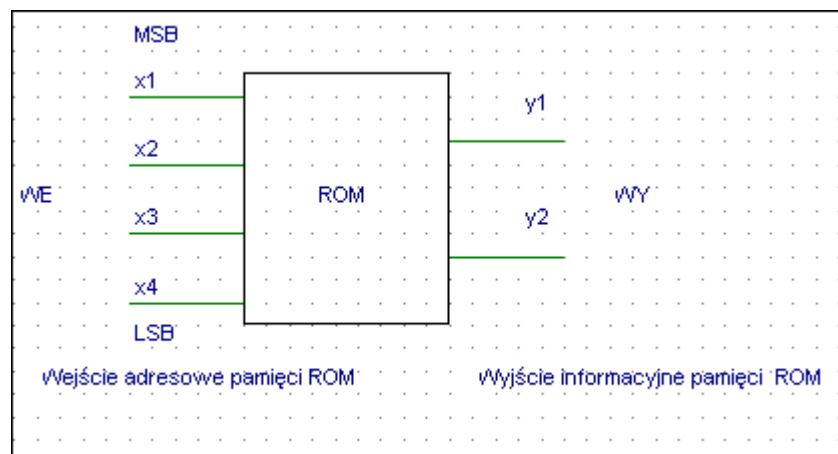 MSB
x1
y1
x2
WE
ROM
WY
x3
y2
x4
LSB
Wejście adresowe pamięci ROM
Wyjście informacyjne pamięci ROM